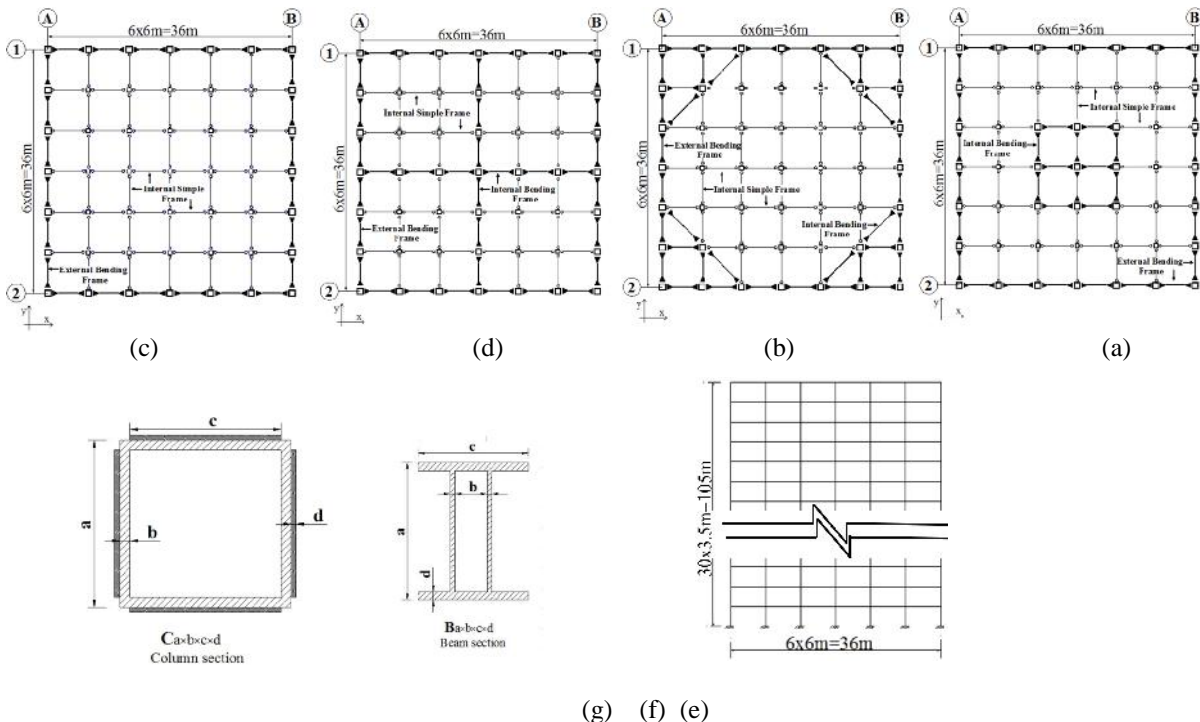 A B
6x6m=36m
1
6x6m=36m
Internal Simple
Frame
External Bending
Frame
2
y
x
(c)
A B
6x6m=36m
1
6x6m=36m
Internal Simple Frame
Internal Bending
Frame
External Bending
Frame
2
y
x
(d)
A B
6x6m=36m
1
6x6m=36m
External Bending
Frame
Internal Simple Frame
Internal Bending
Frame
2
y
x
(b)
A B
6x6m=36m
1
6x6m=36m
Internal Simple Frame
Internal Bending
Frame
External Bending
Frame
2
y
x
(a)
c
a
b
d
Ca×b×c×d
Column section
c
b
a
d
Ba×b×c×d
Beam section
30x3.5m=105m
6x6m=36m
(g) (f) (e)